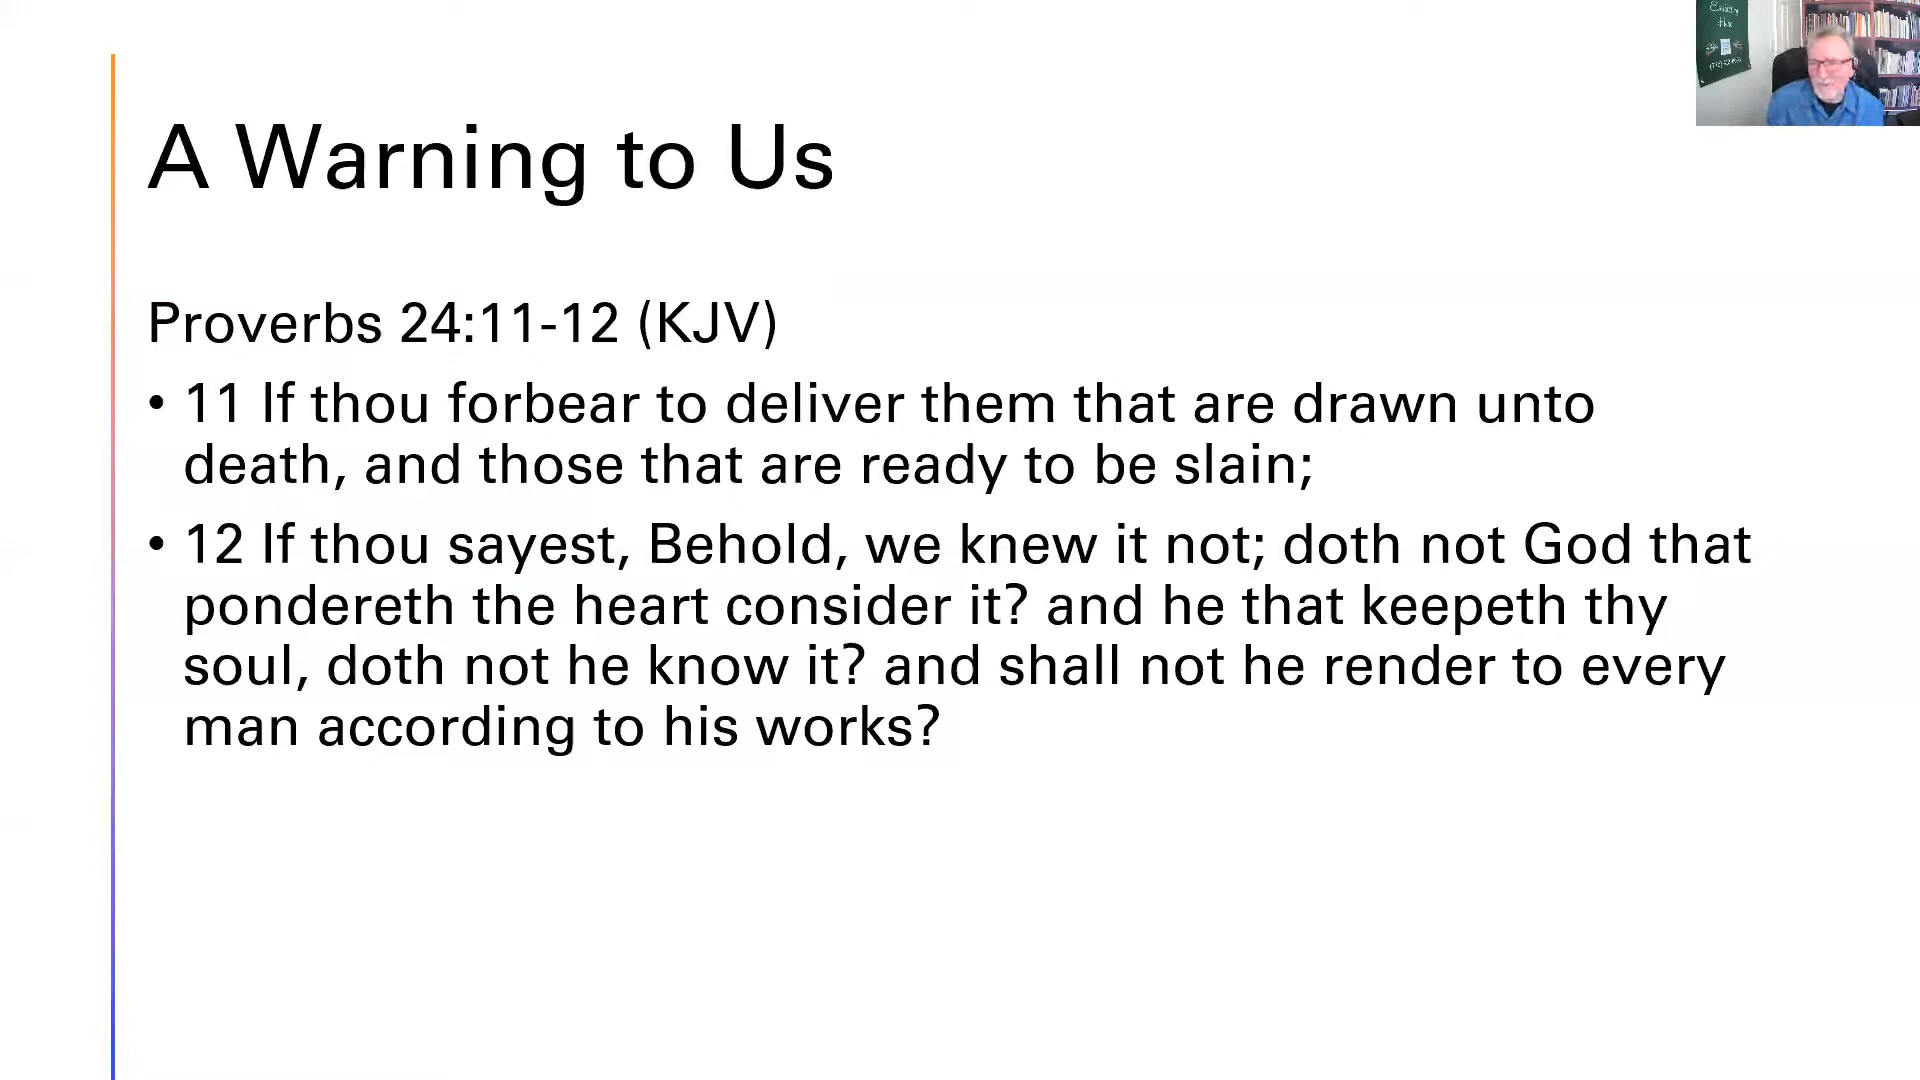 A Warning to Us
Proverbs 24:11-12 (KJV)
• 11 If thou forbear to deliver them that are drawn unto
death, and those that are ready to be slain;
• 12 If thou sayest, Behold, we knew it not; doth not God that
pondereth the heart consider it? and he that keepeth thy
soul, doth not he know it? and shall not he render to every
man according to his works?